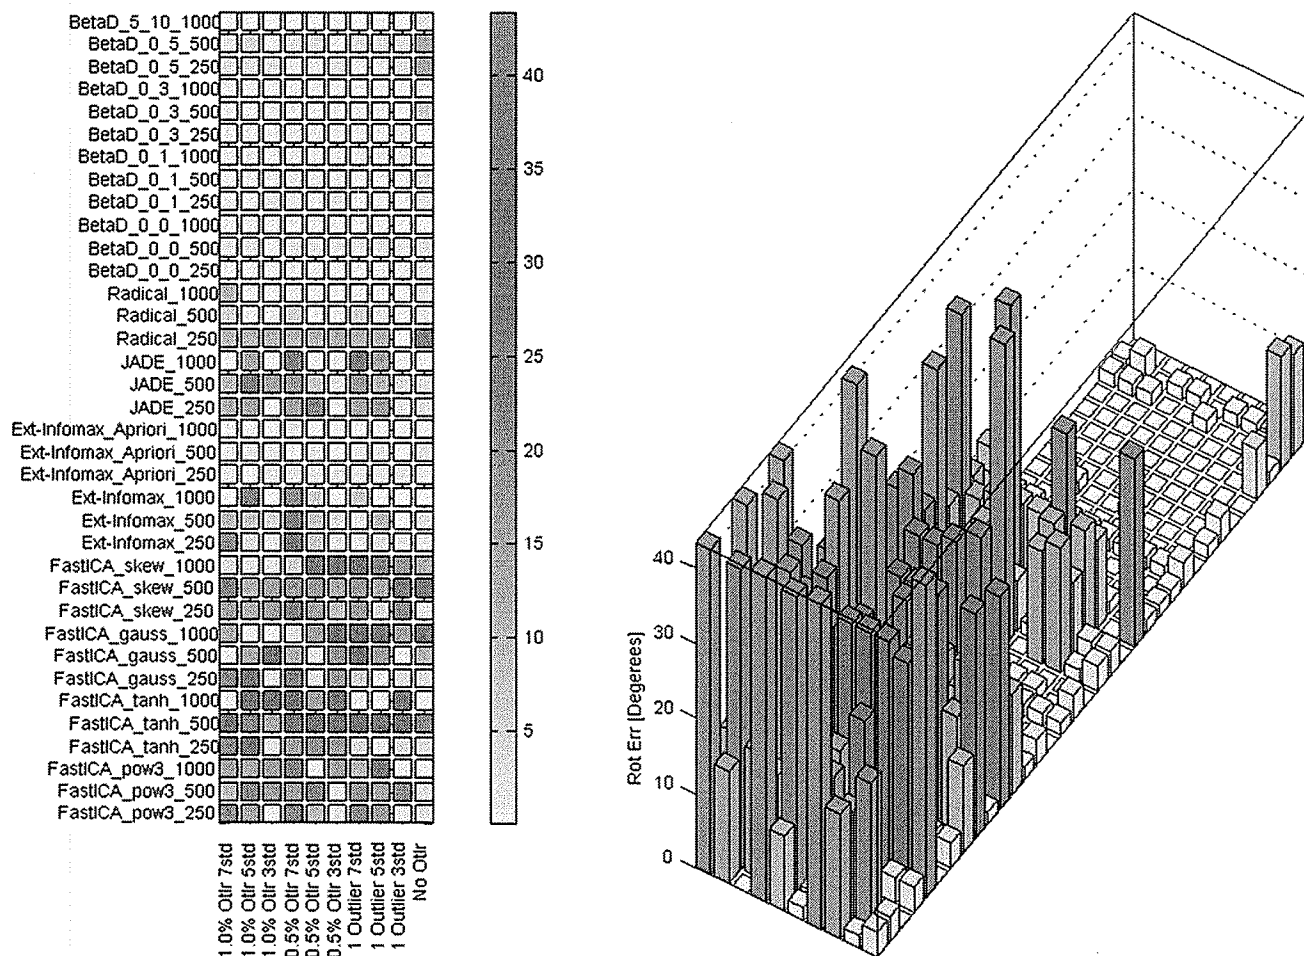 BetaD_5_10_1000
BetaD_0_5_500
BetaD_0_5_250
BetaD_0_3_1000
BetaD_0_3_500
BetaD_0_3_250
BetaD_0_1_1000
BetaD_0_1_500
BetaD_0_1_250
BetaD_0_0_1000
BetaD_0_0_500
BetaD_0_0_250
Radical_1000
Radical_500
Radical_250
JADE_1000
JADE_500
JADE_250
Ext-Infomax_Apriori_1000
Ext-Infomax_Apriori_500
Ext-Infomax_Apriori_250
Ext-Infomax_1000
Ext-Infomax_500
Ext-Infomax_250
FastICA_skew_1000
FastICA_skew_500
FastICA_skew_250
FastICA_gauss_1000
FastICA_gauss_500
FastICA_gauss_250
FastICA_tanh_1000
FastICA_tanh_500
FastICA_tanh_250
FastICA_pow3_1000
FastICA_pow3_500
FastICA_pow3_250
1.0% Otlr 7std
1.0% Otlr 5std
1.0% Otlr 3std
0.5% Otlr 7std
0.5% Otlr 5std
0.5% Otlr 3std
1 Outlier 7std
1 Outlier 5std
1 Outlier 3std
No Otlr
40
35
30
25
20
15
10
5
Rot Err [Degerees]
40
30
20
10
0